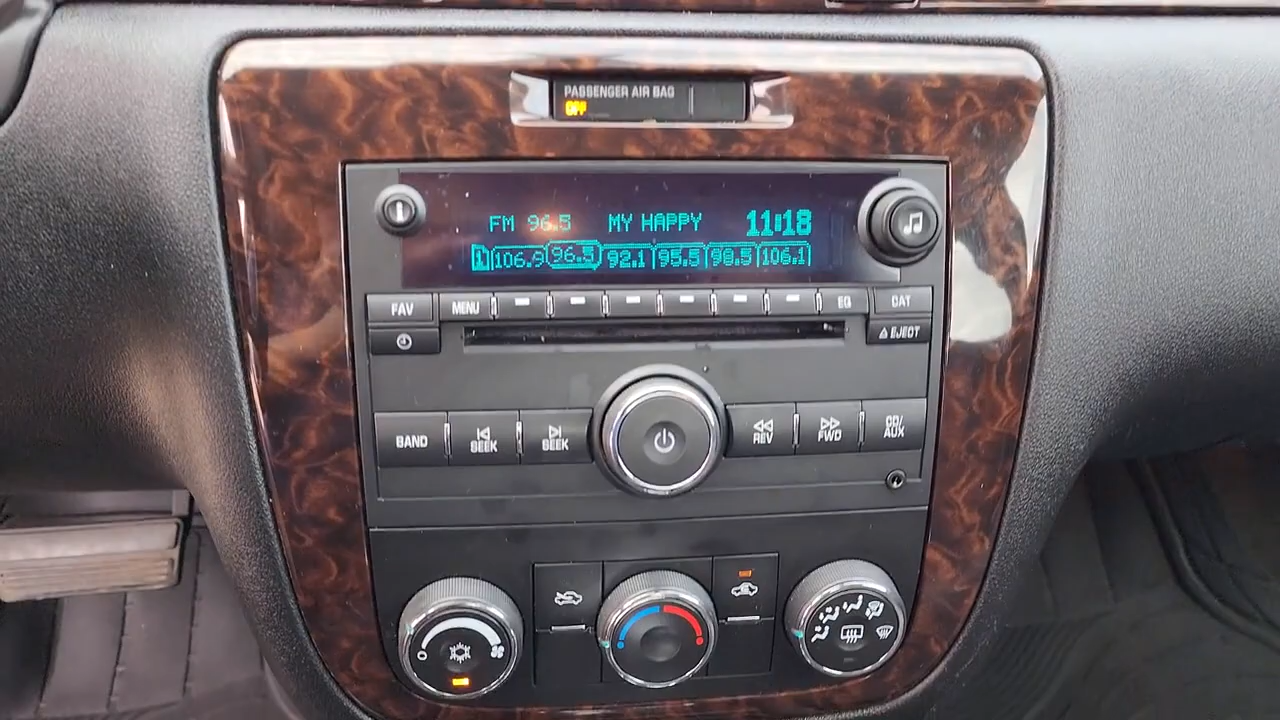 PASSENGER AIR BAG
OFF
FM 96.5 MY HAPPY 11:18
1 106.9 96.5 92.1 95.5 98.5 106.1
FAV MENU EQ CAT
EJECT
BAND SEEK SEEK REV FWD CD/
AUX